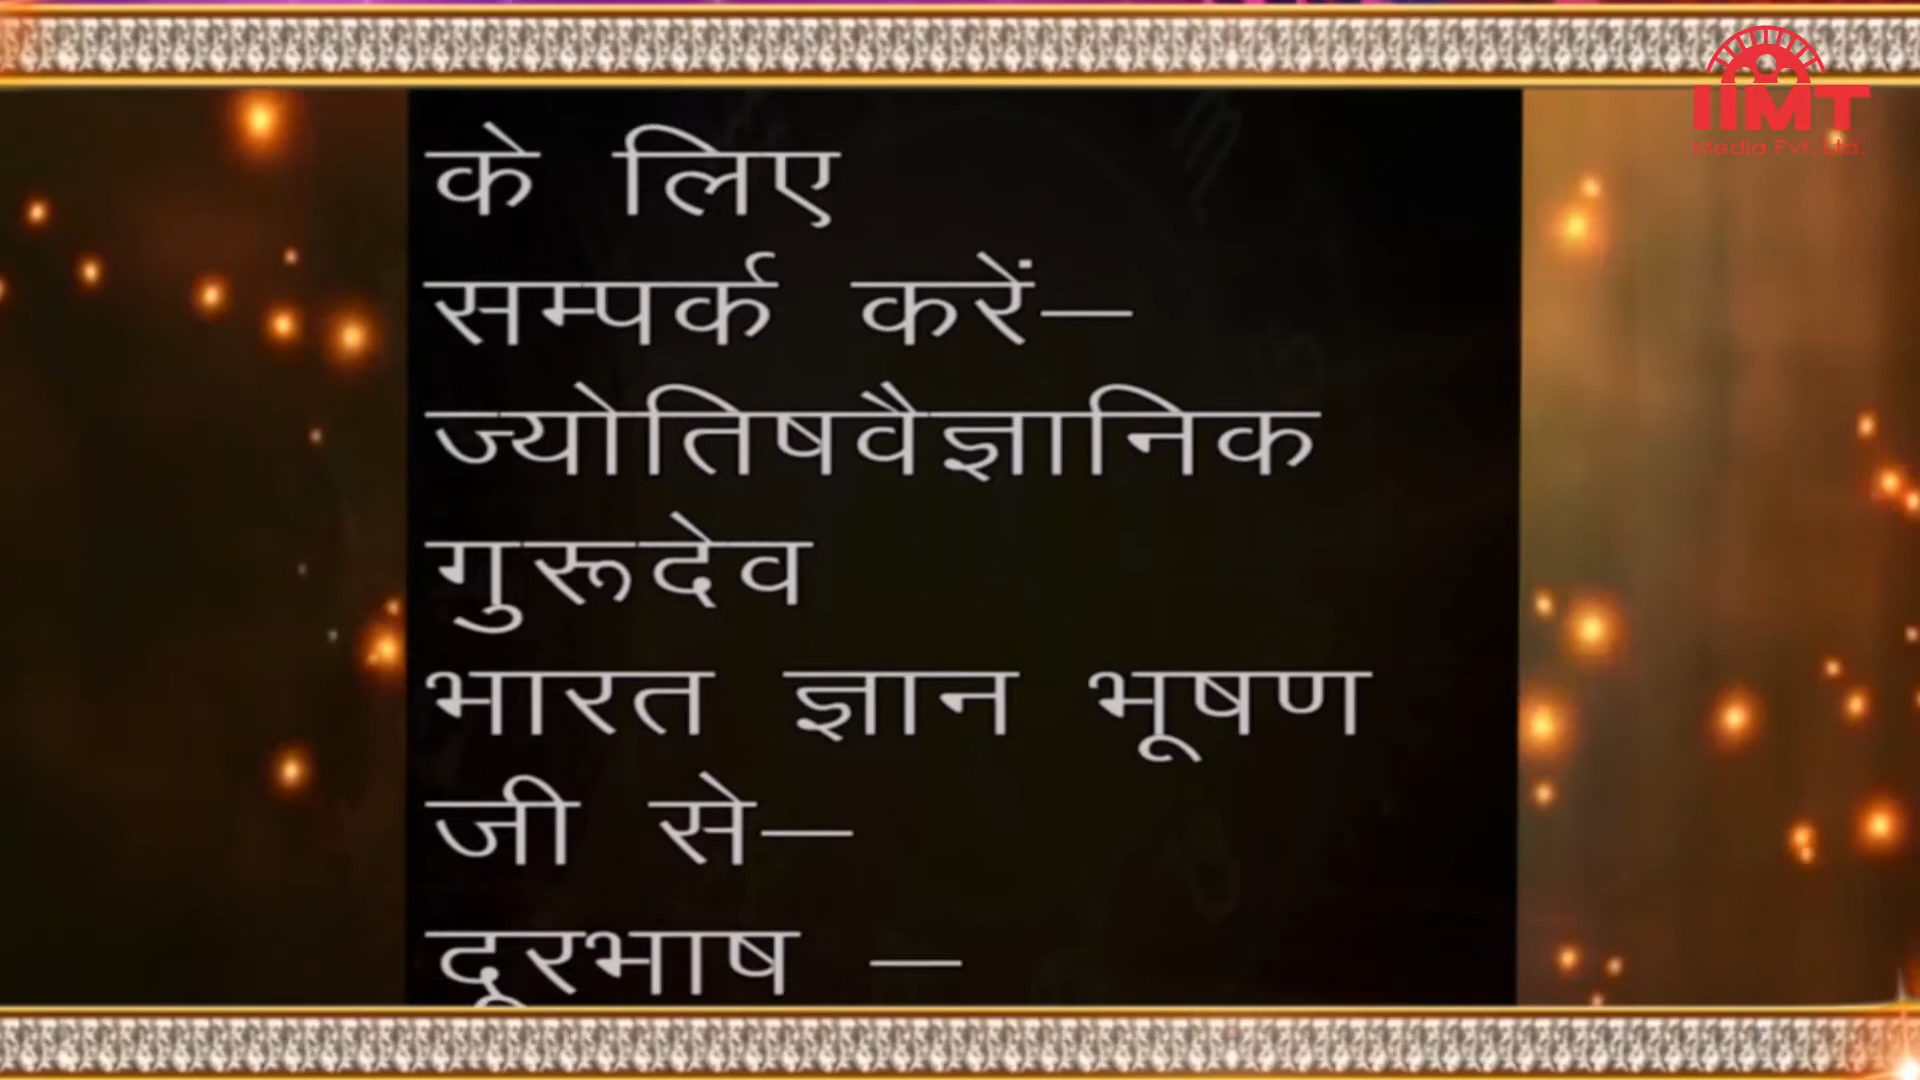 IIMT
Media Pvt. Ltd.
के लिए
सम्पर्क करें–
ज्योतिषवैज्ञानिक
गुरूदेव
भारत ज्ञान भूषण
जी से–
दूरभाष –